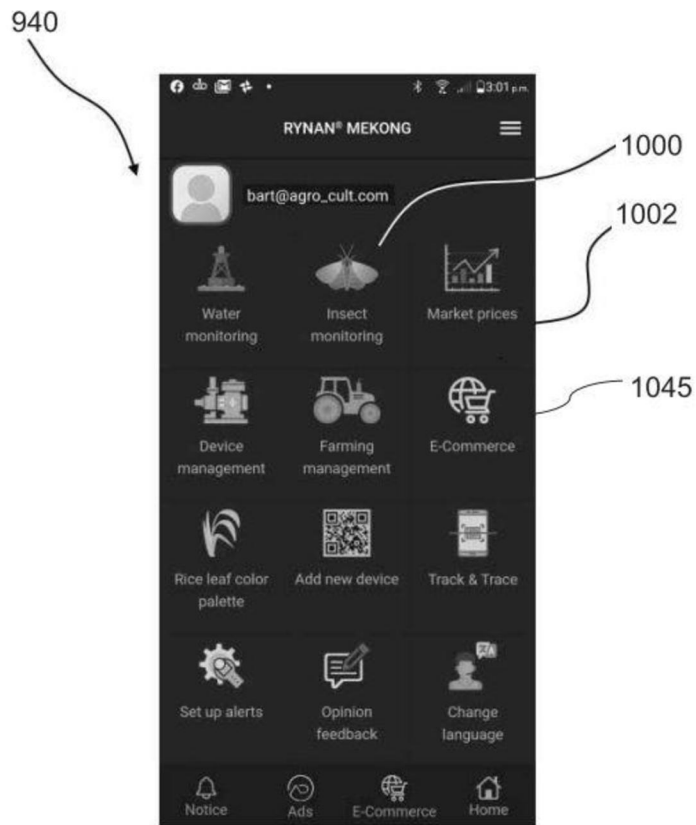 940
3:01 p.m.
RYNAN® MEKONG
1000
bart@agro_cult.com
1002
Water
monitoring
Insect
monitoring
Market prices
1045
Device
management
Farming
management
E-Commerce
Rice leaf color
palette
Add new device
Track & Trace
Set up alerts
Opinion
feedback
Change
language
Notice
Ads
E-Commerce
Home